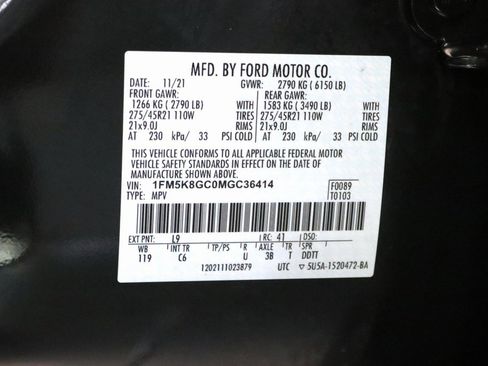 MFD. BY FORD MOTOR CO.
DATE: 11/21 GVWR: 2790 KG ( 6150 LB)
FRONT GAWR: REAR GAWR:
1266 KG ( 2790 LB) WITH 1583 KG ( 3490 LB) WITH
275/45R21 110W TIRES 275/45R21 110W TIRES
21x9.0J RIMS 21x9.0J RIMS
AT 230 kPa/ 33 PSI COLD AT 230 kPa/ 33 PSI COLD
THIS VEHICLE CONFORMS TO ALL APPLICABLE FEDERAL MOTOR
VEHICLE SAFETY STANDARDS IN EFFECT ON THE DATE OF
MANUFACTURE SHOWN ABOVE.
VIN: 1FM5K8GC0MGC36414 F0089
TYPE: MPV T0103
EXT PNT: L9 RC: 41 DSO:
WB INT TR TP/PS R AXLE TR SPR
119 C6 U 3B T DDTT
1202111023879 UTC ▽ 5U5A-1520472-BA